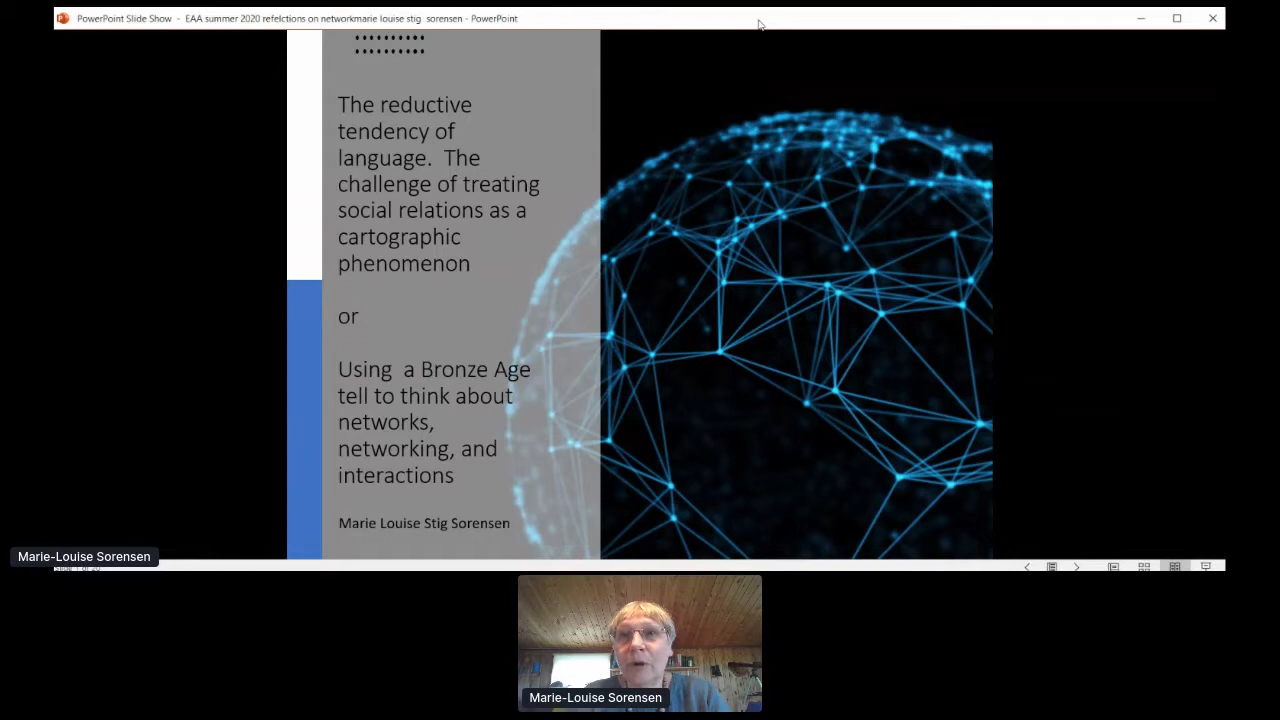 PowerPoint Slide Show - EAA summer 2020 refelctions on networkmarie louise stig sorensen - PowerPoint
The reductive
tendency of
language. The
challenge of treating
social relations as a
cartographic
phenomenon
or
Using a Bronze Age
tell to think about
networks,
networking, and
interactions
Marie Louise Stig Sorensen
Marie-Louise Sorensen
Marie-Louise Sorensen